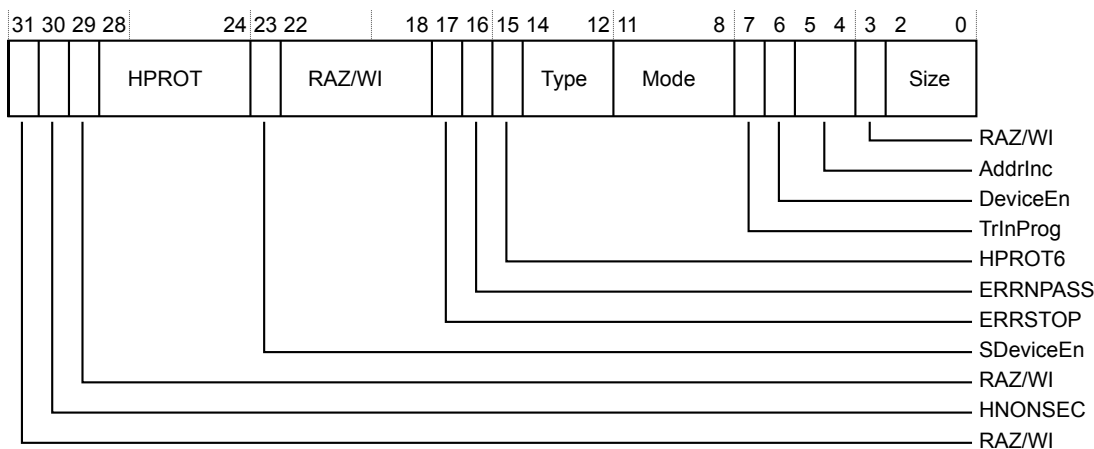 31 30 29 28 24 23 22 18 17 16 15 14 12 11 8 7 6 5 4 3 2 0
HPROT RAZ/WI Type Mode Size
RAZ/WI
AddrInc
DeviceEn
TrInProg
HPROT6
ERRNPASS
ERRSTOP
SDeviceEn
RAZ/WI
HNONSEC
RAZ/WI